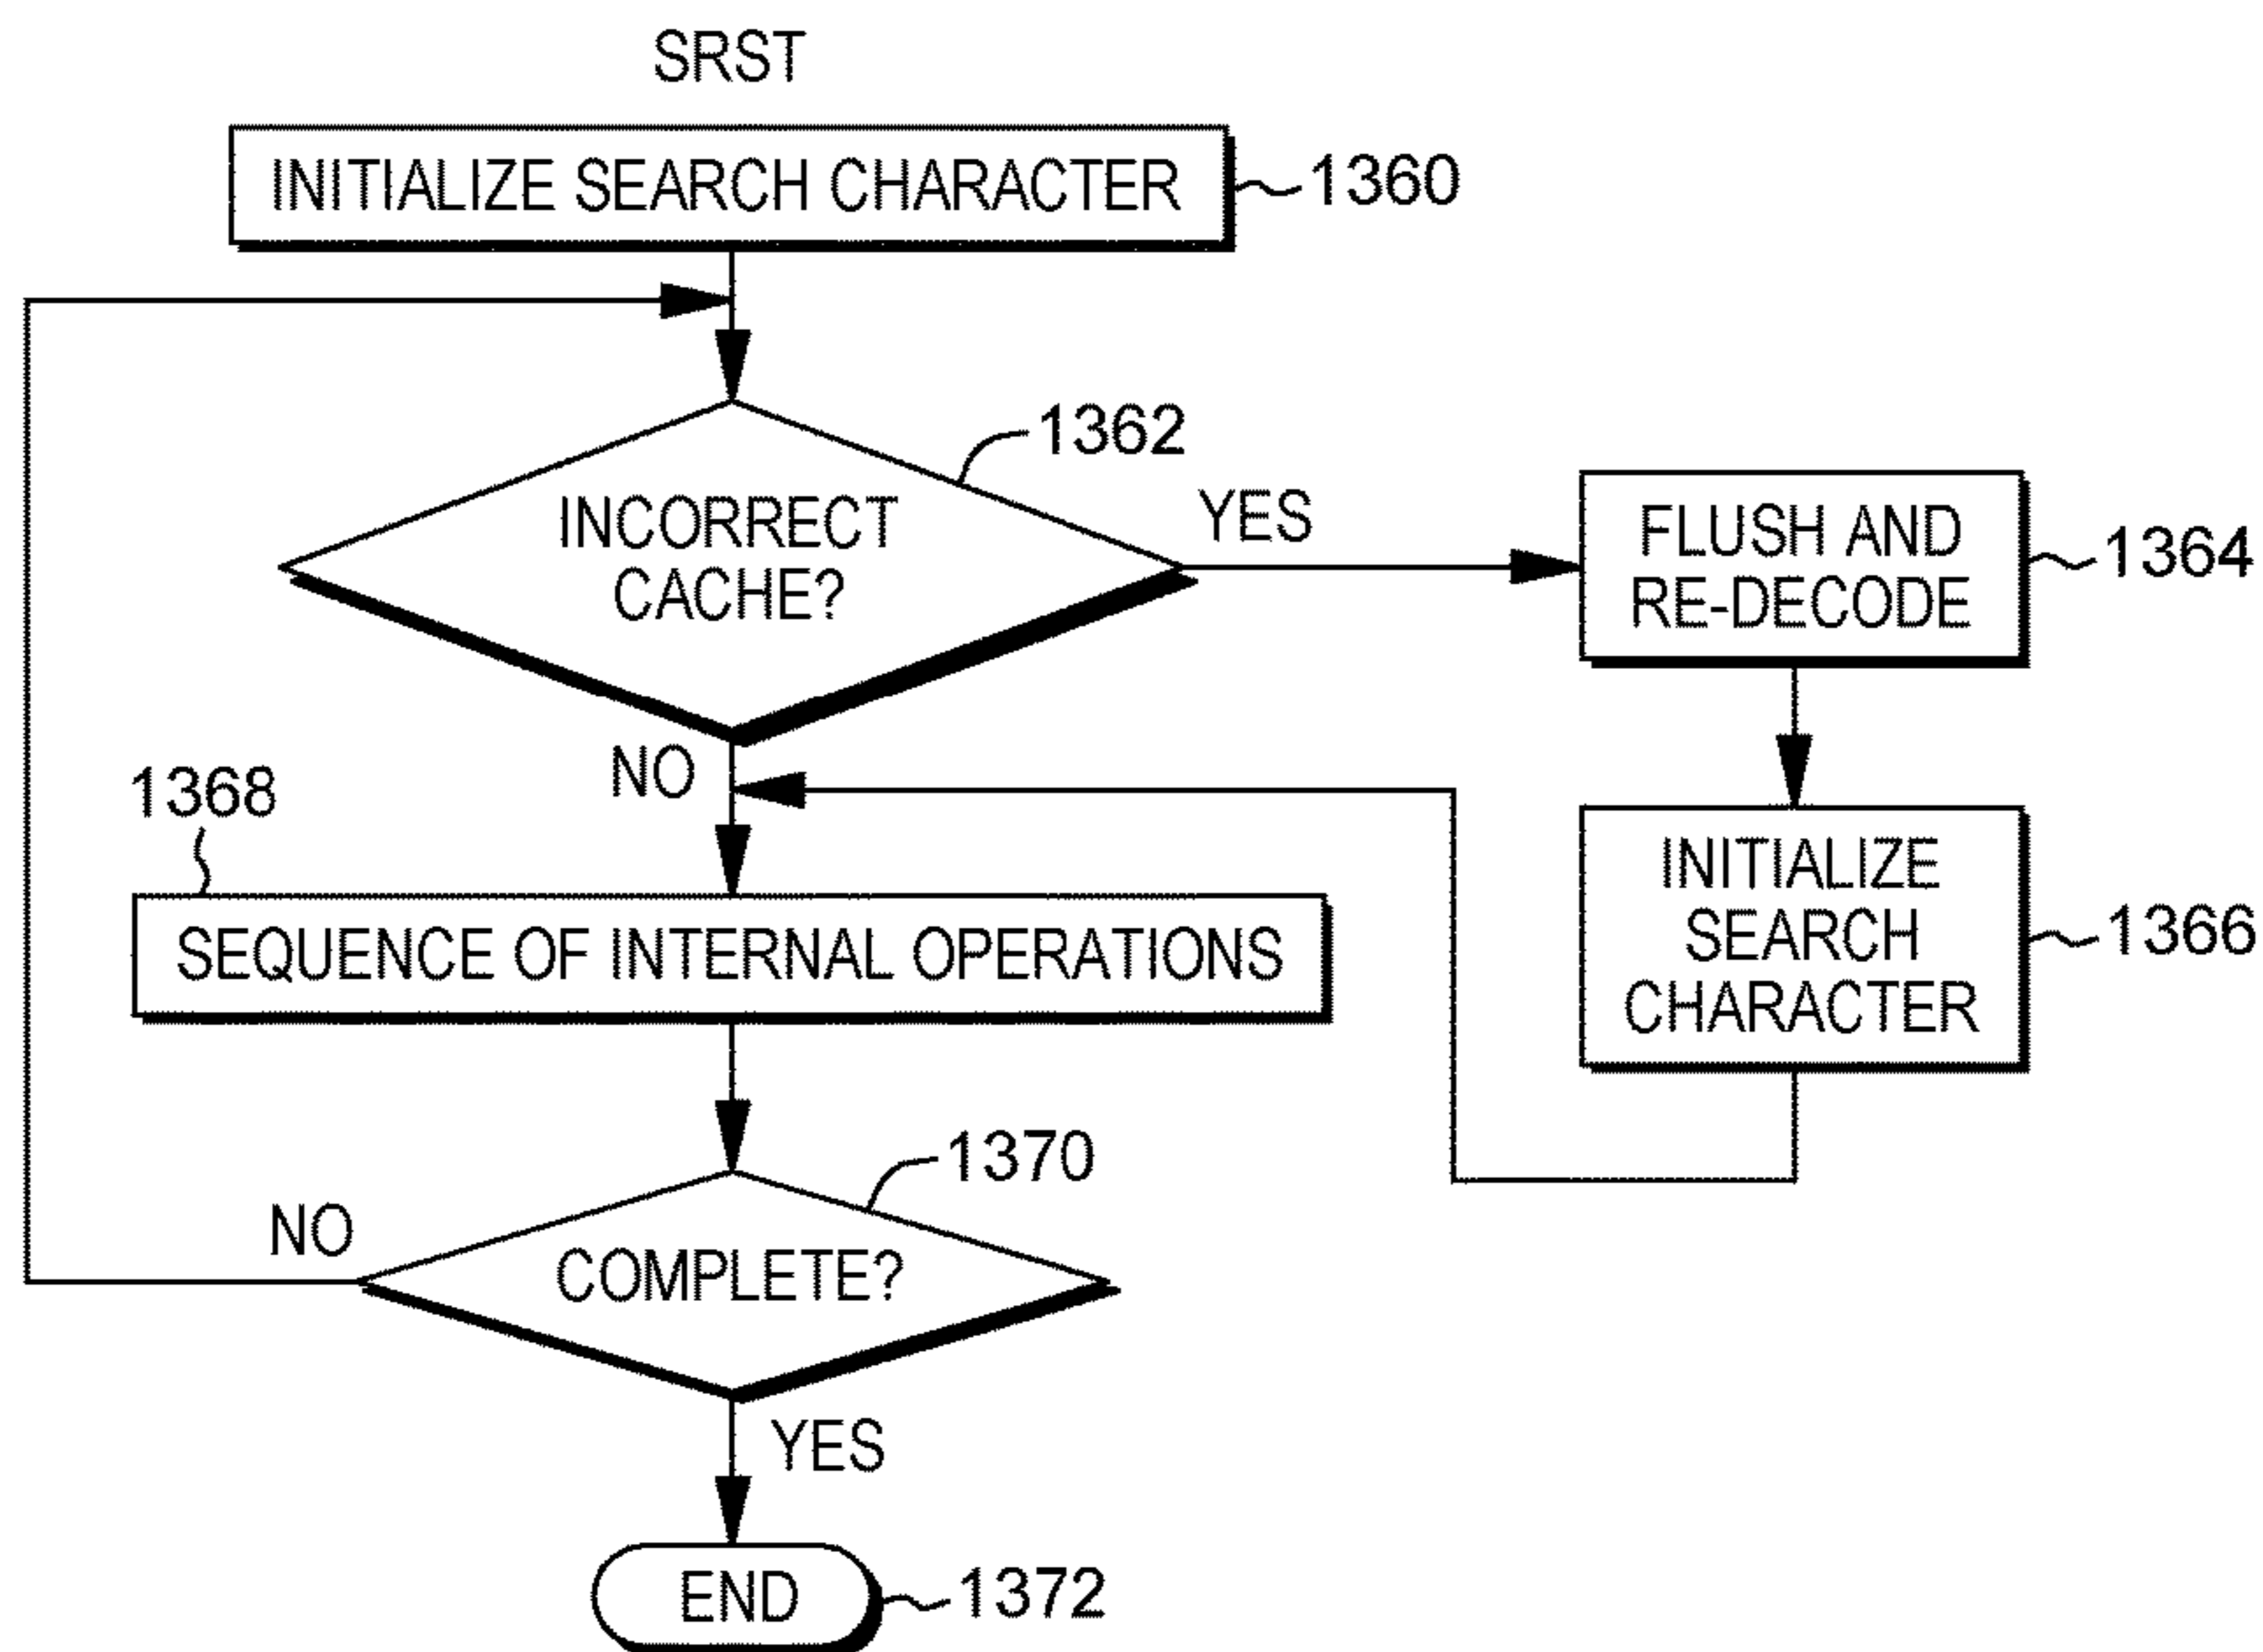 SRST
INITIALIZE SEARCH CHARACTER
1360
1362
INCORRECT
CACHE?
YES
FLUSH AND
RE-DECODE
1364
NO
1368
INITIALIZE
SEARCH
CHARACTER
1366
SEQUENCE OF INTERNAL OPERATIONS
1370
NO
COMPLETE?
YES
END
1372